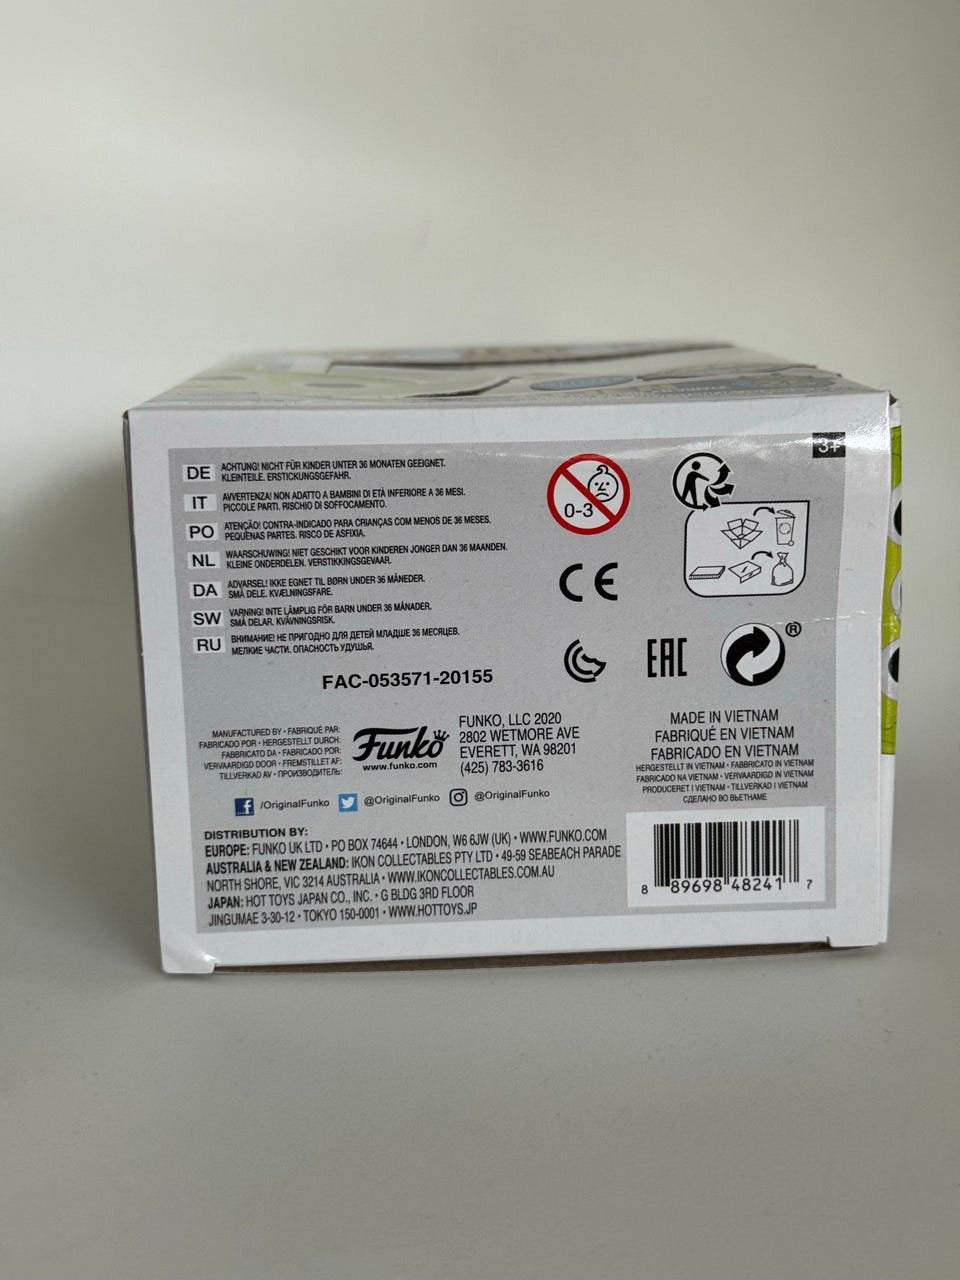 3+
DE ACHTUNG! NICHT FÜR KINDER UNTER 36 MONATEN GEEIGNET.
KLEINTEILE. ERSTICKUNGSGEFAHR.
IT AVVERTENZA! NON ADATTO A BAMBINI DI ETÀ INFERIORE A 36 MESI.
PICCOLE PARTI. RISCHIO DI SOFFOCAMENTO.
PO ATENÇÃO! CONTRA-INDICADO PARA CRIANÇAS COM MENOS DE 36 MESES.
PEQUENAS PARTES. RISCO DE ASFIXIA.
NL WAARSCHUWING! NIET GESCHIKT VOOR KINDEREN JONGER DAN 36 MAANDEN.
KLEINE ONDERDELEN. VERSTIKKINGSGEVAAR.
DA ADVARSEL! IKKE EGNET TIL BØRN UNDER 36 MÅNEDER.
SMÅ DELE. KVÆLNINGSFARE.
SW VARNING! INTE LÄMPLIG FÖR BARN UNDER 36 MÅNADER.
SMÅ DELAR. KVÄVNINGSRISK.
RU ВНИМАНИЕ! НЕ ПРИГОДНО ДЛЯ ДЕТЕЙ МЛАДШЕ 36 МЕСЯЦЕВ.
МЕЛКИЕ ЧАСТИ. ОПАСНОСТЬ УДУШЬЯ.
0-3
CE
EAC
®
FAC-053571-20155
MANUFACTURED BY • FABRIQUÉ PAR:
FABRICADO POR • HERGESTELLT DURCH:
FABBRICATO DA • FABRICADO POR:
VERVAARDIGD DOOR • FREMSTILLET AF:
TILLVERKAD AV • ПРОИЗВОДИТЕЛЬ:
Funko
www.funko.com
FUNKO, LLC 2020
2802 WETMORE AVE
EVERETT, WA 98201
(425) 783-3616
MADE IN VIETNAM
FABRIQUÉ EN VIETNAM
FABRICADO EN VIETNAM
HERGESTELLT IN VIETNAM • FABBRICATO IN VIETNAM
FABRICADO NA VIETNAM • VERVAARDIGD IN VIETNAM
PRODUCERET I VIETNAM • TILLVERKAD I VIETNAM
СДЕЛАНО ВО ВЬЕТНАМЕ
/OriginalFunko @OriginalFunko @OriginalFunko
DISTRIBUTION BY:
EUROPE: FUNKO UK LTD • PO BOX 74644 • LONDON, W6 6JW (UK) • WWW.FUNKO.COM
AUSTRALIA & NEW ZEALAND: IKON COLLECTABLES PTY LTD • 49-59 SEABEACH PARADE
NORTH SHORE, VIC 3214 AUSTRALIA • WWW.IKONCOLLECTABLES.COM.AU
JAPAN: HOT TOYS JAPAN CO., INC. • G BLDG 3RD FLOOR
JINGUMAE 3-30-12 • TOKYO 150-0001 • WWW.HOTTOYS.JP
8 89698 48241 7